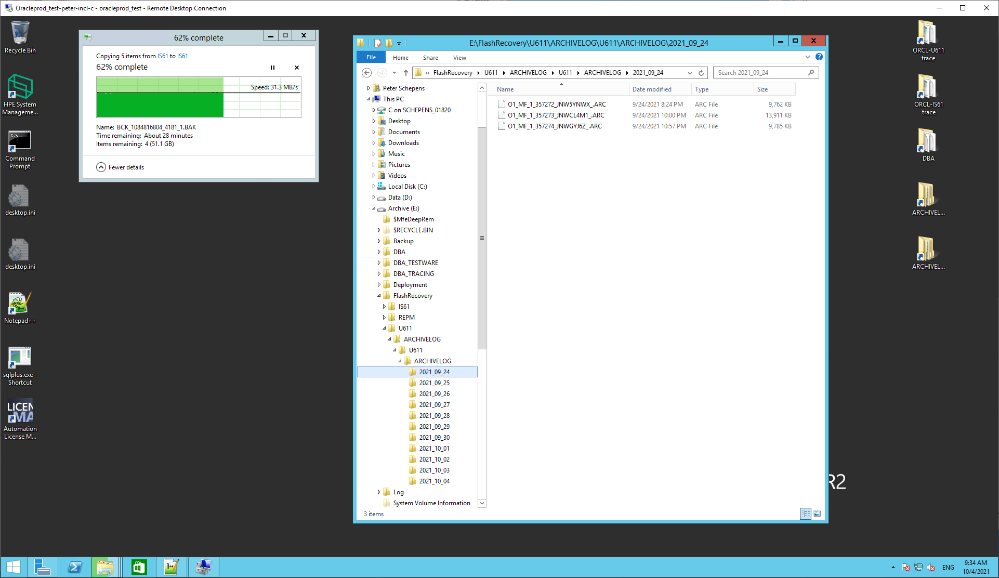 Oracleprod_test-peter-incl-c - oracleprod_test - Remote Desktop Connection
Recycle Bin
HPE System
Manageme...
Command
Prompt
desktop.ini
desktop.ini
Notepad++
sqlplus.exe -
Shortcut
LICEN
MA
Automation
License M...
62% complete
Copying 5 items from IS61 to IS61
62% complete
Speed: 31.3 MB/s
Name: BCK_1084816804_4181_1.BAK
Time remaining: About 28 minutes
Items remaining: 4 (51.1 GB)
Fewer details
E:\FlashRecovery\U611\ARCHIVELOG\U611\ARCHIVELOG\2021_09_24
File Home Share View
« FlashRecovery U611 ARCHIVELOG U611 ARCHIVELOG 2021_09_24
Search 2021_09_24
Peter Schepens
This PC
C on SCHEPENS_01820
Desktop
Documents
Downloads
Music
Pictures
Videos
Local Disk (C:)
Data (D:)
Archive (E:)
$MfeDeepRem
$RECYCLE.BIN
Backup
DBA
DBA_TESTWARE
DBA_TRACING
Deployment
FlashRecovery
IS61
REPM
U611
ARCHIVELOG
U611
ARCHIVELOG
2021_09_24
2021_09_25
2021_09_26
2021_09_27
2021_09_28
2021_09_29
2021_09_30
2021_10_01
2021_10_02
2021_10_03
2021_10_04
Log
System Volume Information
Name Date modified Type Size
O1_MF_1_357272_JNW5YNWX_.ARC 9/24/2021 8:24 PM ARC File 9,762 KB
O1_MF_1_357273_JNWCL4M1_.ARC 9/24/2021 10:00 PM ARC File 13,911 KB
O1_MF_1_357274_JNWGYJ6Z_.ARC 9/24/2021 10:57 PM ARC File 9,785 KB
3 items
ORCL-U611
trace
ORCL-IS61
trace
DBA
ARCHIVEL...
ARCHIVEL...
R2
ENG
9:34 AM
10/4/2021